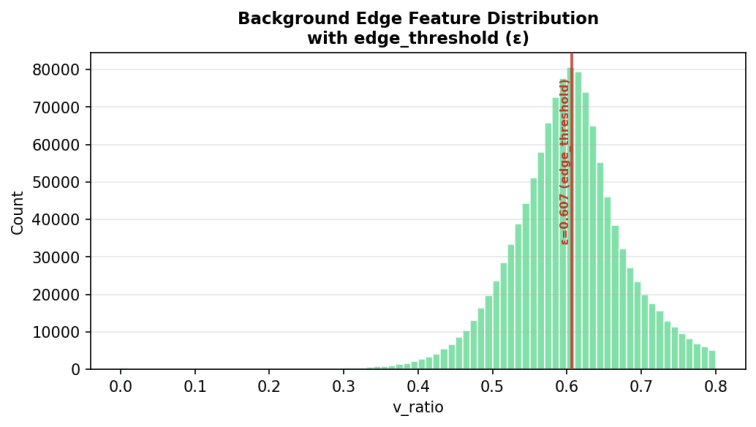 Background Edge Feature Distribution
with edge_threshold (ε)
Count
80000
70000
60000
50000
40000
30000
20000
10000
0
ε=0.607 (edge_threshold)
0.0 0.1 0.2 0.3 0.4 0.5 0.6 0.7 0.8
v_ratio